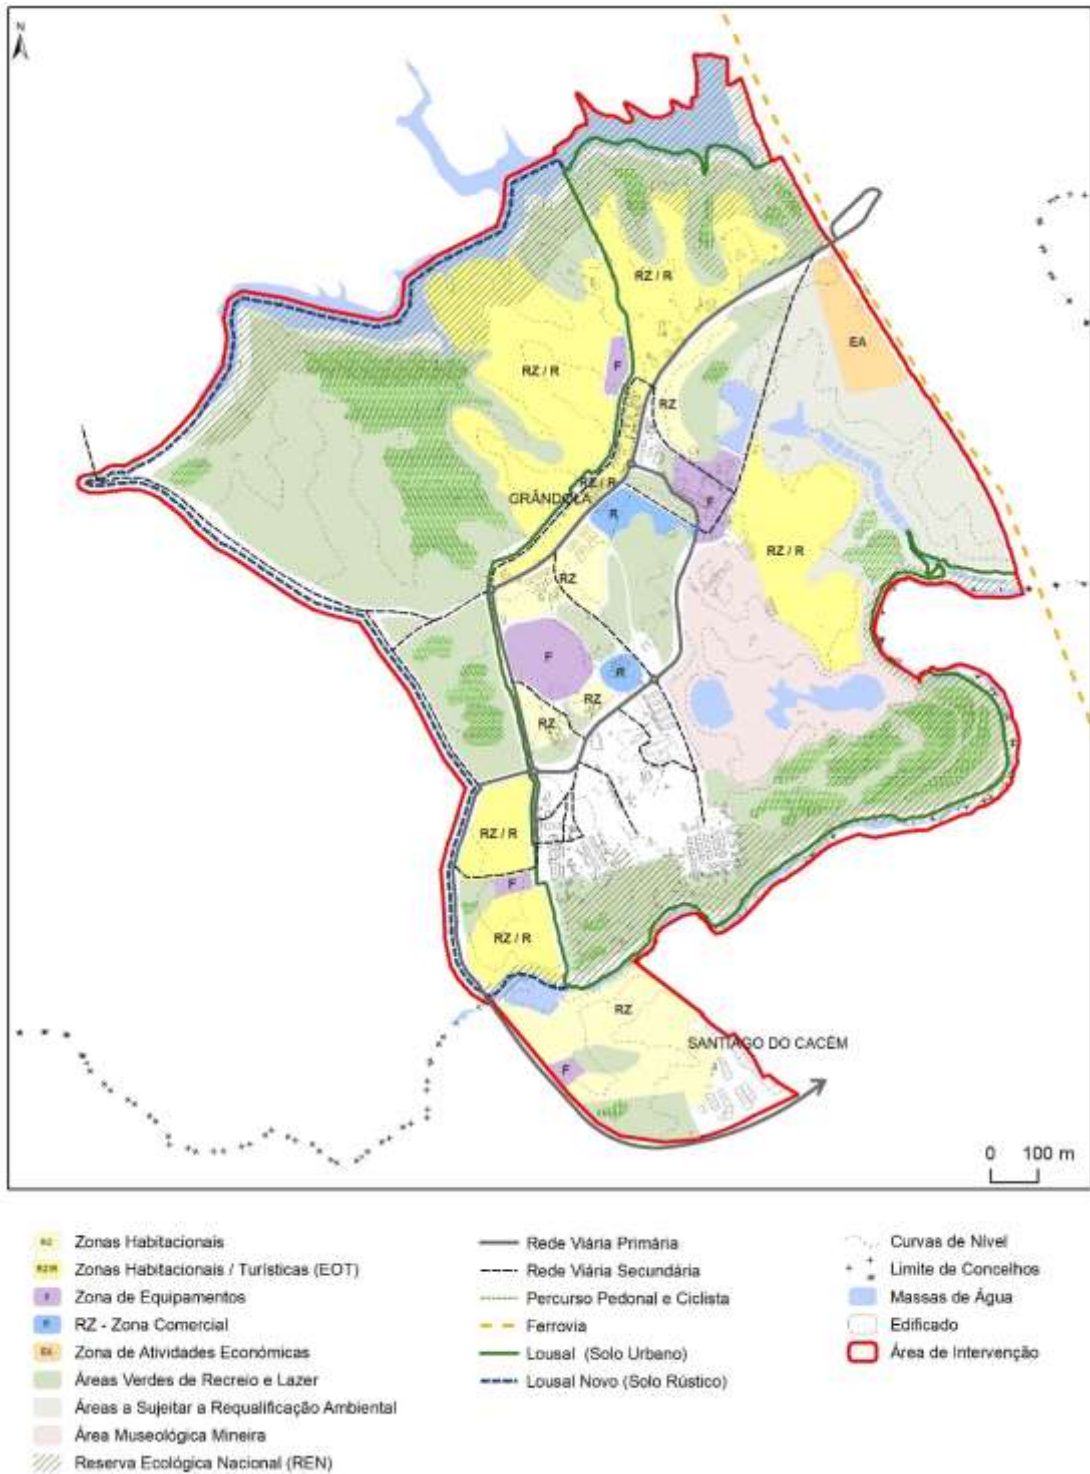 N
RZ / R
EA
RZ / R
F
RZ
RZ / R
GRÂNDOLA
F
R
RZ / R
RZ
F
R
RZ
RZ
RZ / R
F
RZ / R
RZ
SANTIAGO DO CACÉM
F
0 100 m
RZ Zonas Habitacionais
RZ/R Zonas Habitacionais / Turísticas (EOT)
F Zona de Equipamentos
R RZ - Zona Comercial
EA Zona de Atividades Económicas
Áreas Verdes de Recreio e Lazer
Áreas a Sujeitar a Requalificação Ambiental
Área Museológica Mineira
Reserva Ecológica Nacional (REN)
Rede Viária Primária
Rede Viária Secundária
Percurso Pedonal e Ciclista
Ferrovia
Lousal (Solo Urbano)
Lousal Novo (Solo Rústico)
Curvas de Nível
Limite de Concelhos
Massas de Água
Edificado
Área de Intervenção